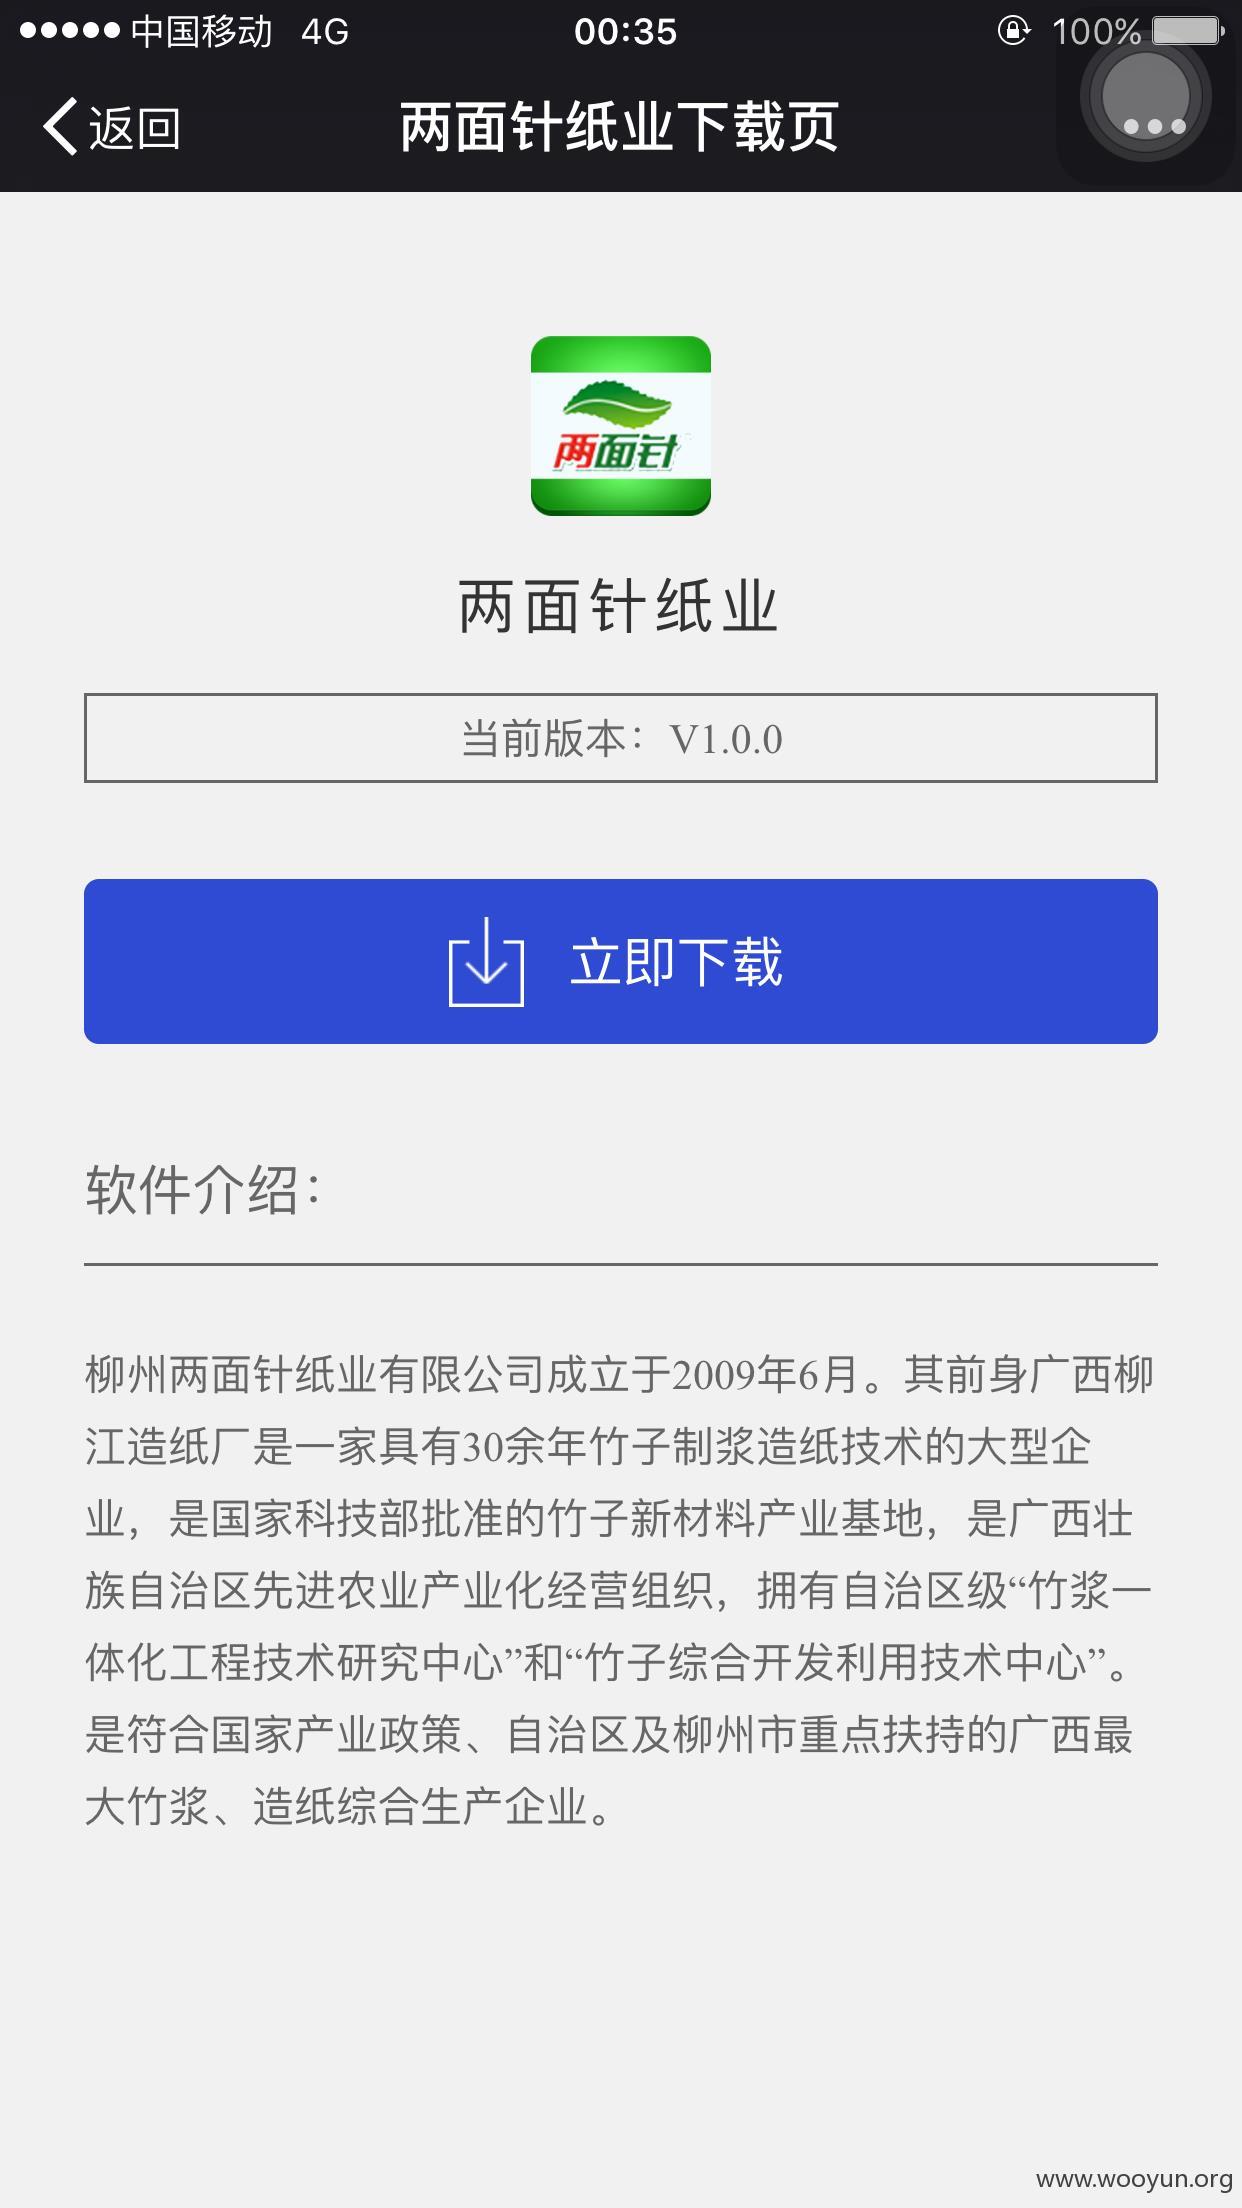 中国移动 4G 00:35 100%
返回 两面针纸业下载页
两面针
两面针纸业
当前版本：V1.0.0
立即下载
软件介绍：
柳州两面针纸业有限公司成立于2009年6月。其前身广西柳
江造纸厂是一家具有30余年竹子制浆造纸技术的大型企
业，是国家科技部批准的竹子新材料产业基地，是广西壮
族自治区先进农业产业化经营组织，拥有自治区级“竹浆一
体化工程技术研究中心”和“竹子综合开发利用技术中心”。
是符合国家产业政策、自治区及柳州市重点扶持的广西最
大竹浆、造纸综合生产企业。
www.wooyun.org